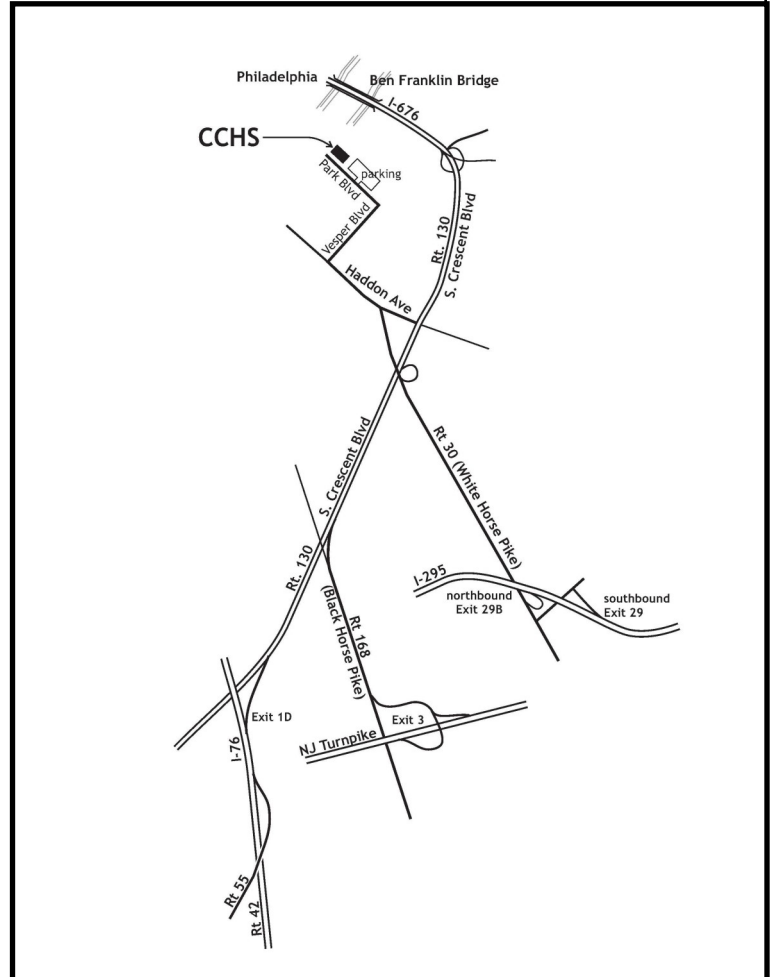 Philadelphia
Ben Franklin Bridge
I-676
CCHS
parking
Park Blvd
Vesper Blvd
Rt. 130
S. Crescent Blvd
Haddon Ave
S. Crescent Blvd
Rt 30 (White Horse Pike)
Rt. 130
I-295
northbound
Exit 29B
southbound
Exit 29
Rt 168
(Black Horse Pike)
Exit 1D
Exit 3
I-76
NJ Turnpike
Rt 55
Rt 42